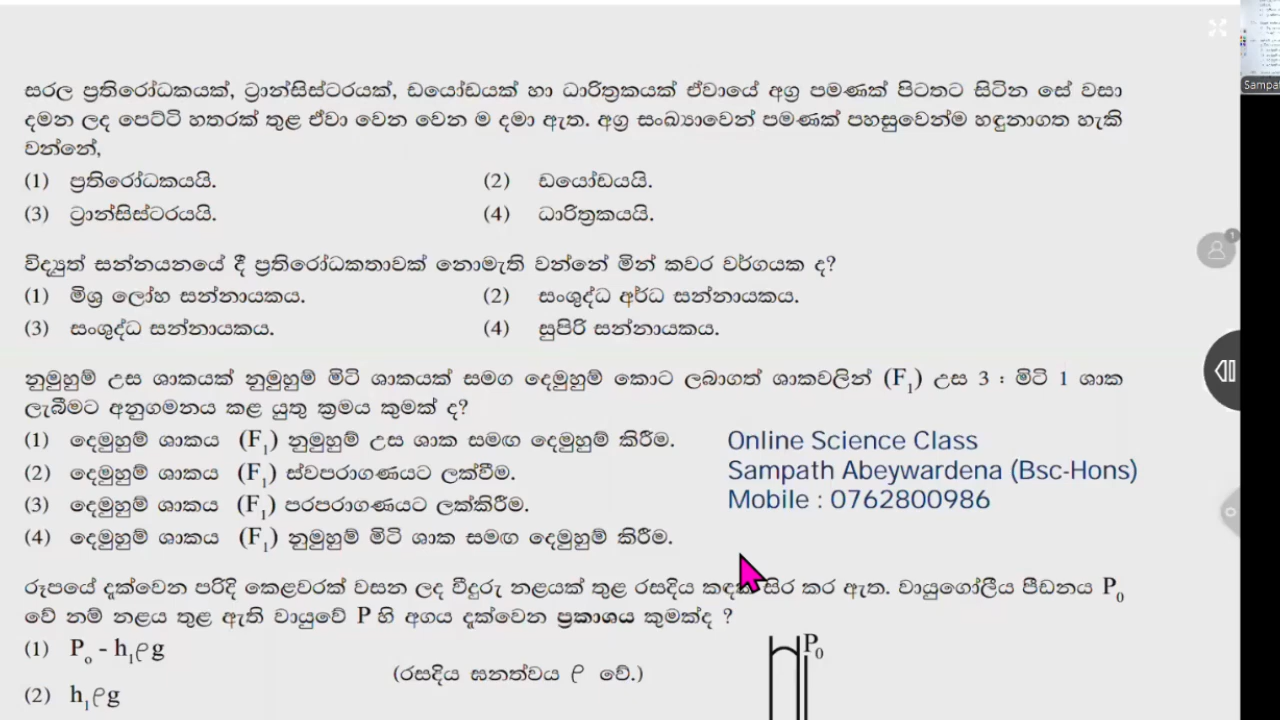 සරල ප්‍රතිරෝධකයක්, ට්‍රාන්සිස්ටරයක්, ඩයෝඩයක් හා ධාරිත්‍රකයක් ඒවායේ අග්‍ර පමණක් පිටතට සිටින සේ වසා
දමන ලද පෙට්ටි හතරක් තුළ ඒවා වෙන වෙන ම දමා ඇත. අග්‍ර සංඛ්‍යාවෙන් පමණක් පහසුවෙන්ම හඳුනාගත හැකි
වන්නේ,
(1) ප්‍රතිරෝධකයයි. (2) ඩයෝඩයයි.
(3) ට්‍රාන්සිස්ටරයයි. (4) ධාරිත්‍රකයයි.
විද්‍යුත් සන්නයනයේ දී ප්‍රතිරෝධකතාවක් නොමැති වන්නේ මින් කවර වර්ගයක ද?
(1) මිශ්‍ර ලෝහ සන්නායකය. (2) සංශුද්ධ අර්ධ සන්නායකය.
(3) සංශුද්ධ සන්නායකය. (4) සුපිරි සන්නායකය.
නුමුහුම් උස ශාකයක් නුමුහුම් මිටි ශාකයක් සමග දෙමුහුම් කොට ලබාගත් ශාකවලින් (F₁) උස 3 : මිටි 1 ශාක
ලැබීමට අනුගමනය කළ යුතු ක්‍රමය කුමක් ද?
(1) දෙමුහුම් ශාකය (F₁) නුමුහුම් උස ශාක සමඟ දෙමුහුම් කිරීම.
(2) දෙමුහුම් ශාකය (F₁) ස්වපරාගණයට ලක්වීම.
(3) දෙමුහුම් ශාකය (F₁) පරපරාගණයට ලක්කිරීම.
(4) දෙමුහුම් ශාකය (F₁) නුමුහුම් මිටි ශාක සමඟ දෙමුහුම් කිරීම.
Online Science Class
Sampath Abeywardena (Bsc-Hons)
Mobile : 0762800986
රූපයේ දැක්වෙන පරිදි කෙළවරක් වසන ලද වීදුරු නළයක් තුළ රසදිය සිර කර ඇත. වායුගෝලීය පීඩනය P₀
වේ නම් නළය තුළ ඇති වායුවේ P හි අගය දැක්වෙන ප්‍රකාශය කුමක්ද ?
(1) Pₒ - h₁ρg
(රසදිය ඝනත්වය ρ වේ.)
(2) h₁ρg
P₀
1